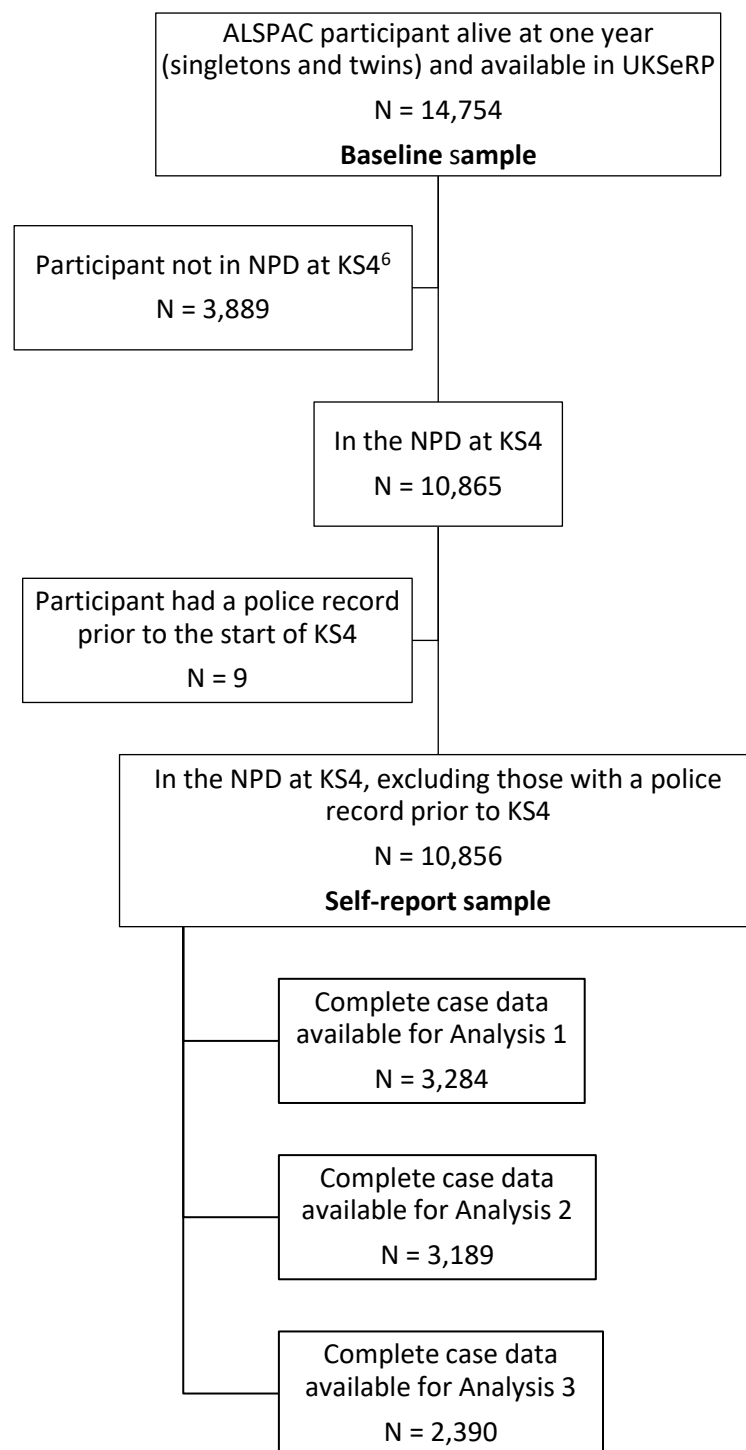 ALSPAC participant alive at one year
(singletons and twins) and available in UKSeRP
N = 14,754
Baseline sample
Participant not in NPD at KS4⁶
N = 3,889
In the NPD at KS4
N = 10,865
Participant had a police record
prior to the start of KS4
N = 9
In the NPD at KS4, excluding those with a police
record prior to KS4
N = 10,856
Self-report sample
Complete case data
available for Analysis 1
N = 3,284
Complete case data
available for Analysis 2
N = 3,189
Complete case data
available for Analysis 3
N = 2,390